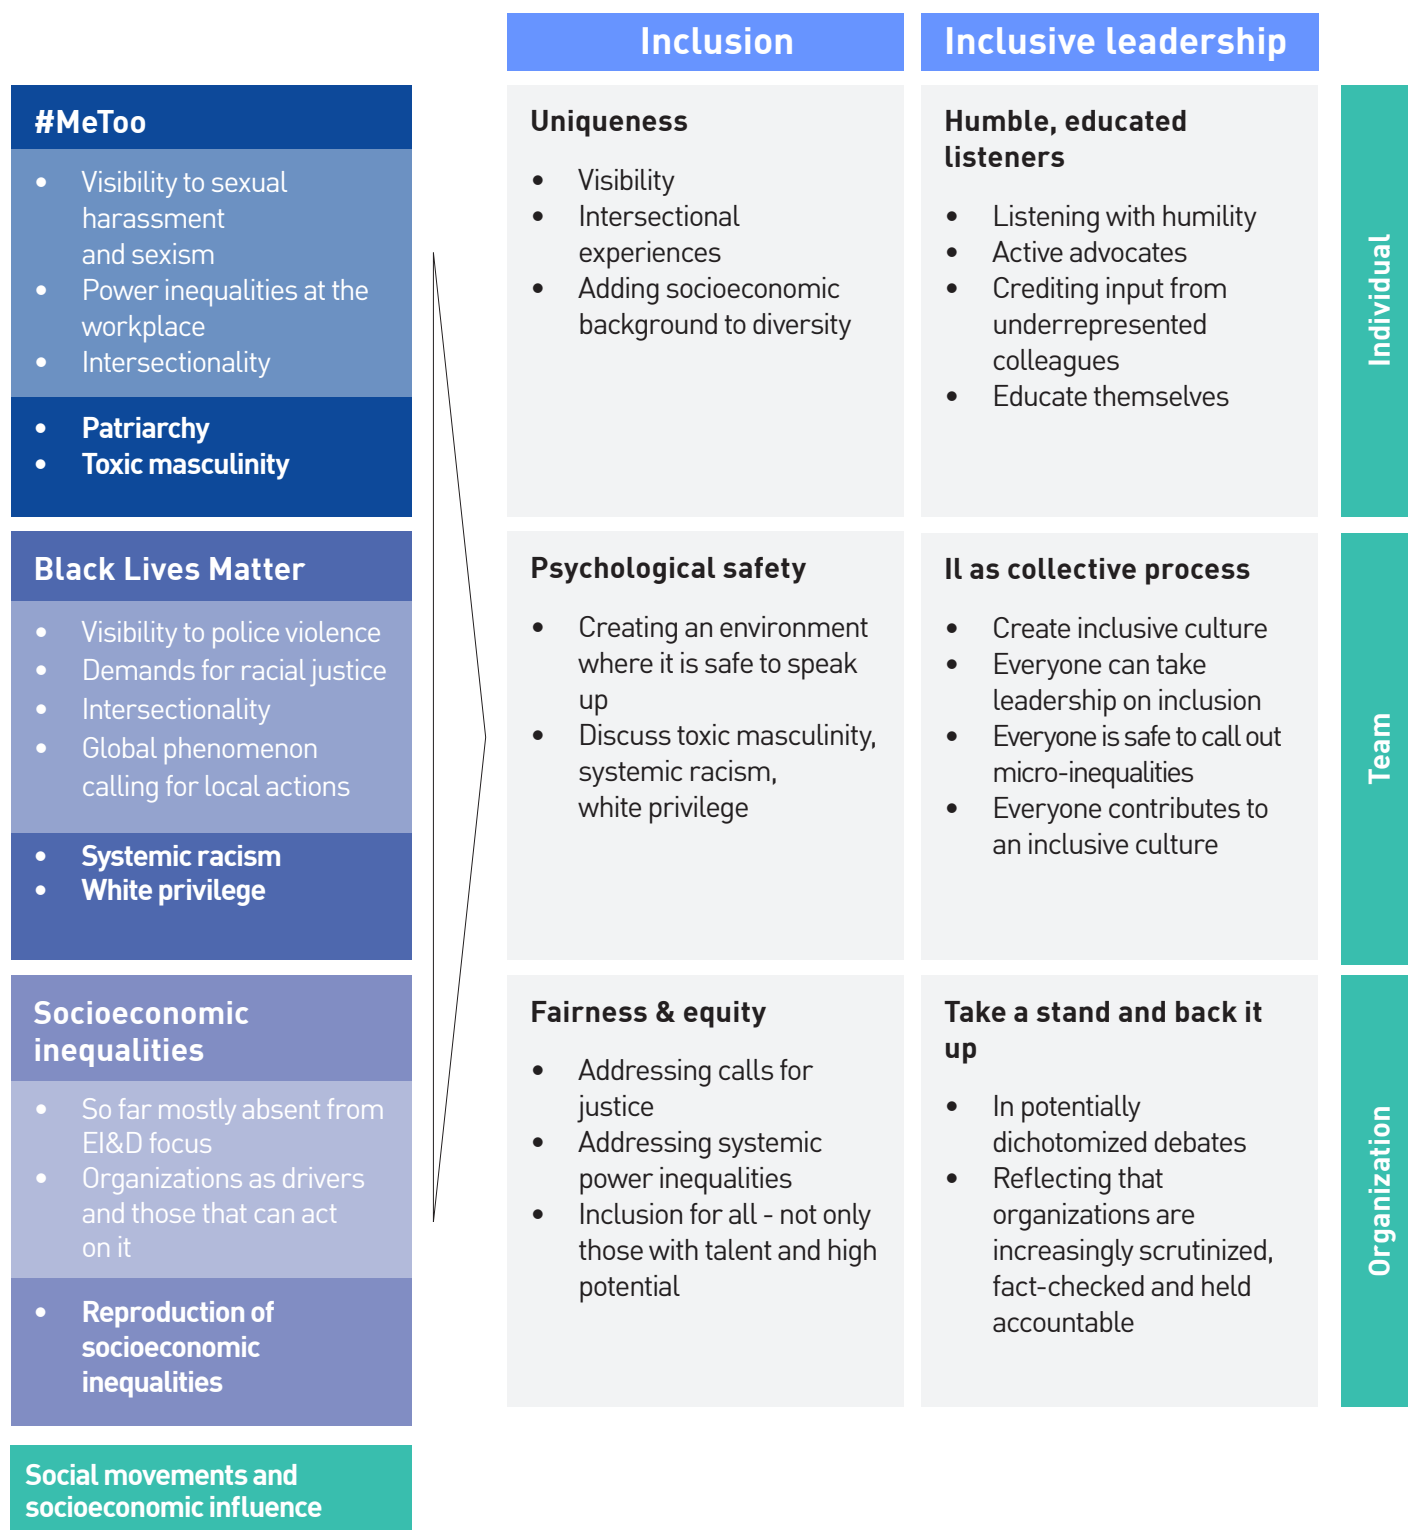 Inclusion
Inclusive leadership
#MeToo
• Visibility to sexual
harassment
and sexism
• Power inequalities at the
workplace
• Intersectionality
• Patriarchy
• Toxic masculinity
Uniqueness
• Visibility
• Intersectional
experiences
• Adding socioeconomic
background to diversity
Humble, educated
listeners
• Listening with humility
• Active advocates
• Crediting input from
underrepresented
colleagues
• Educate themselves
Individual
Black Lives Matter
• Visibility to police violence
• Demands for racial justice
• Intersectionality
• Global phenomenon
calling for local actions
• Systemic racism
• White privilege
Psychological safety
• Creating an environment
where it is safe to speak
up
• Discuss toxic masculinity,
systemic racism,
white privilege
Il as collective process
• Create inclusive culture
• Everyone can take
leadership on inclusion
• Everyone is safe to call out
micro-inequalities
• Everyone contributes to
an inclusive culture
Team
Socioeconomic
inequalities
• So far mostly absent from
EI&D focus
• Organizations as drivers
and those that can act
on it
• Reproduction of
socioeconomic
inequalities
Fairness & equity
• Addressing calls for
justice
• Addressing systemic
power inequalities
• Inclusion for all - not only
those with talent and high
potential
Take a stand and back it
up
• In potentially
dichotomized debates
• Reflecting that
organizations are
increasingly scrutinized,
fact-checked and held
accountable
Organization
Social movements and
socioeconomic influence